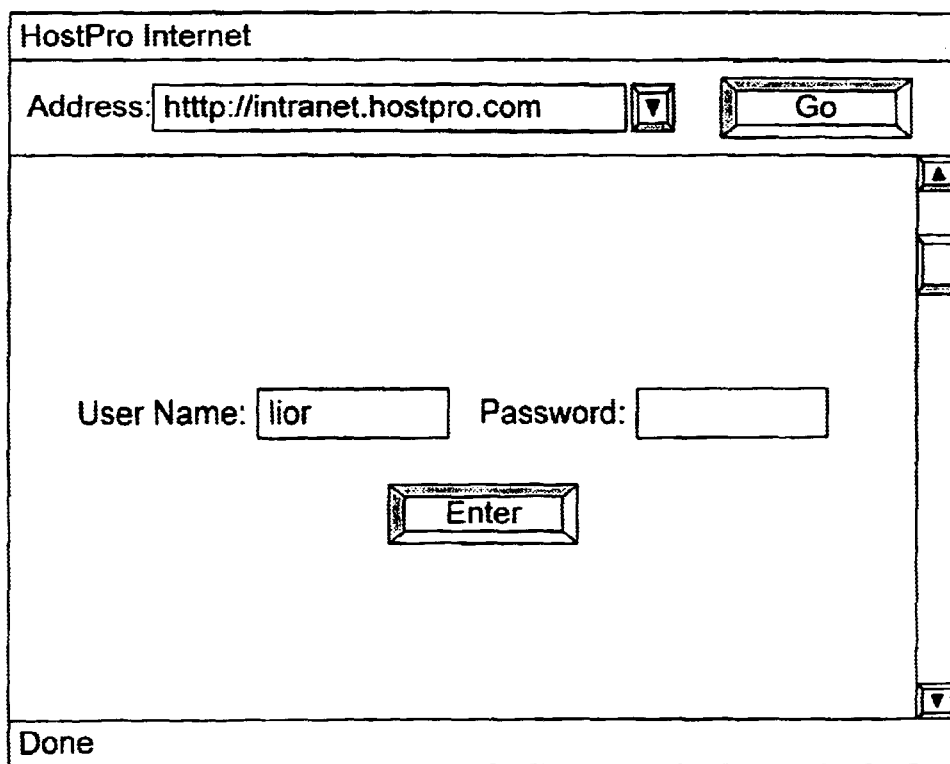 HostPro Internet
Address: htttp://intranet.hostpro.com Go
User Name: lior Password:
Enter
Done